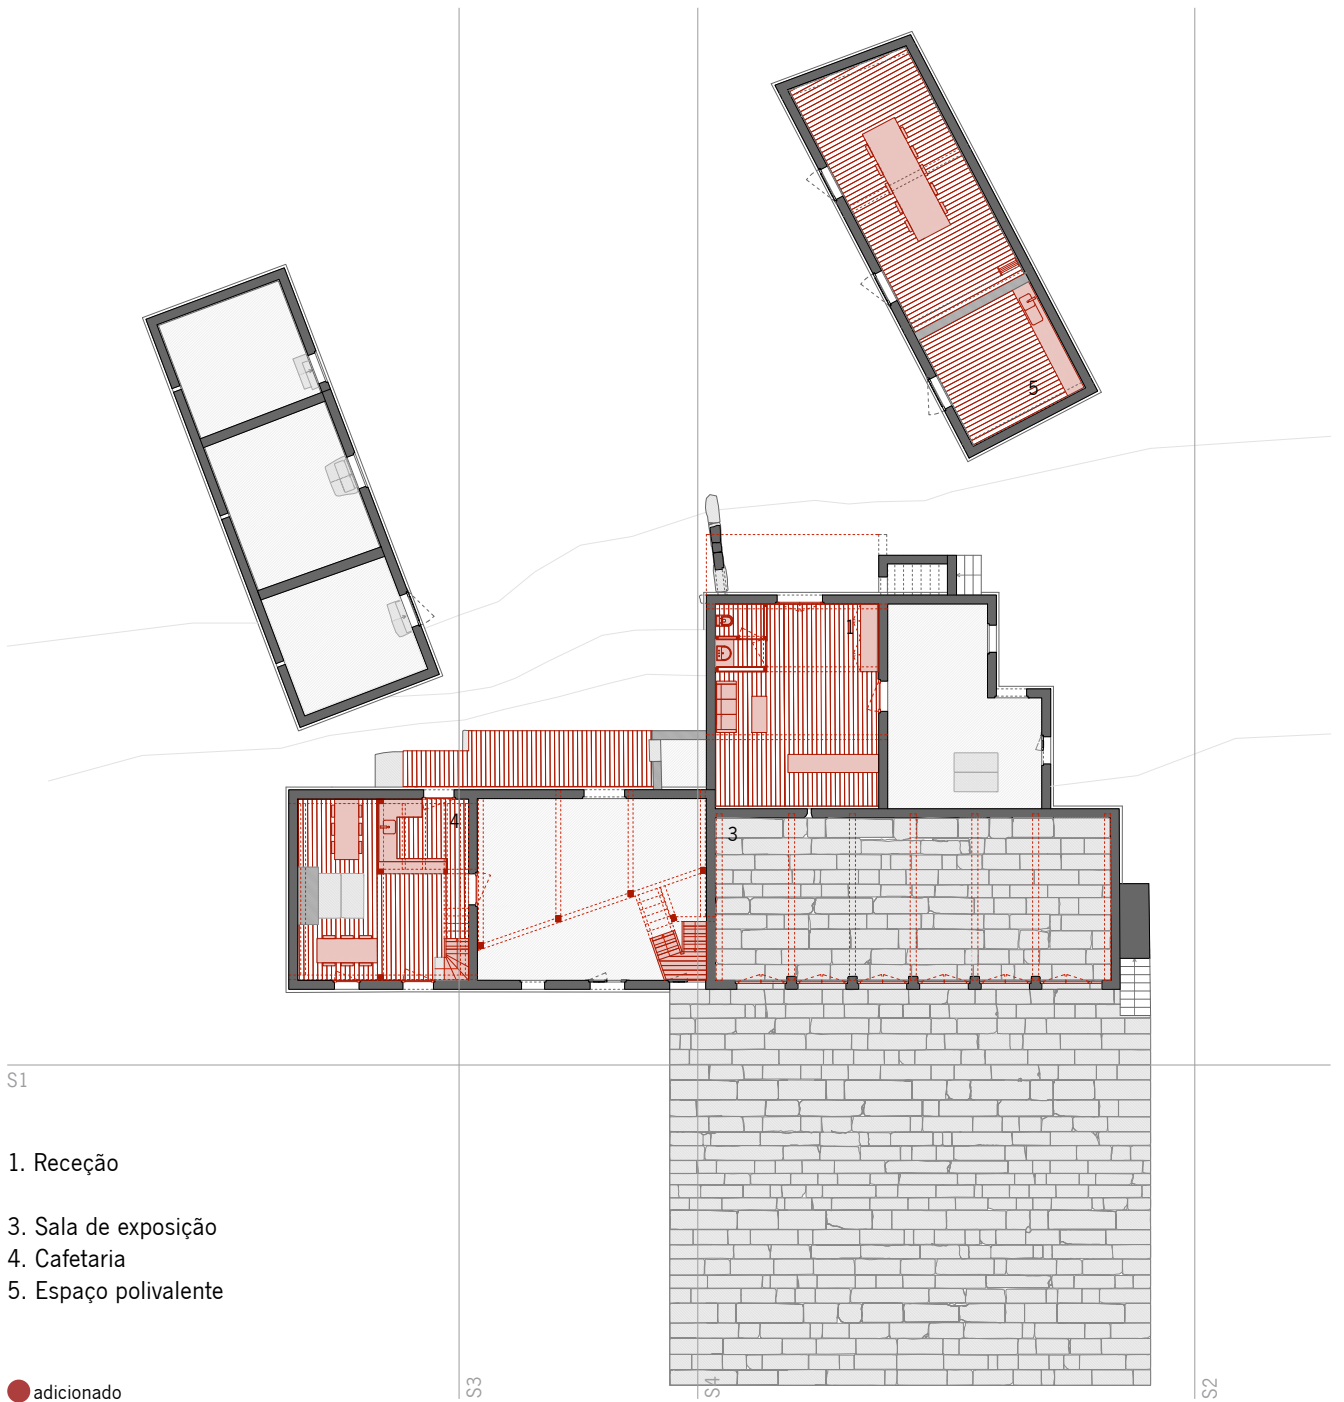 5
1
4
3
S1
1. Receção
3. Sala de exposição
4. Cafetaria
5. Espaço polivalente
adicionado
S3
S4
S2